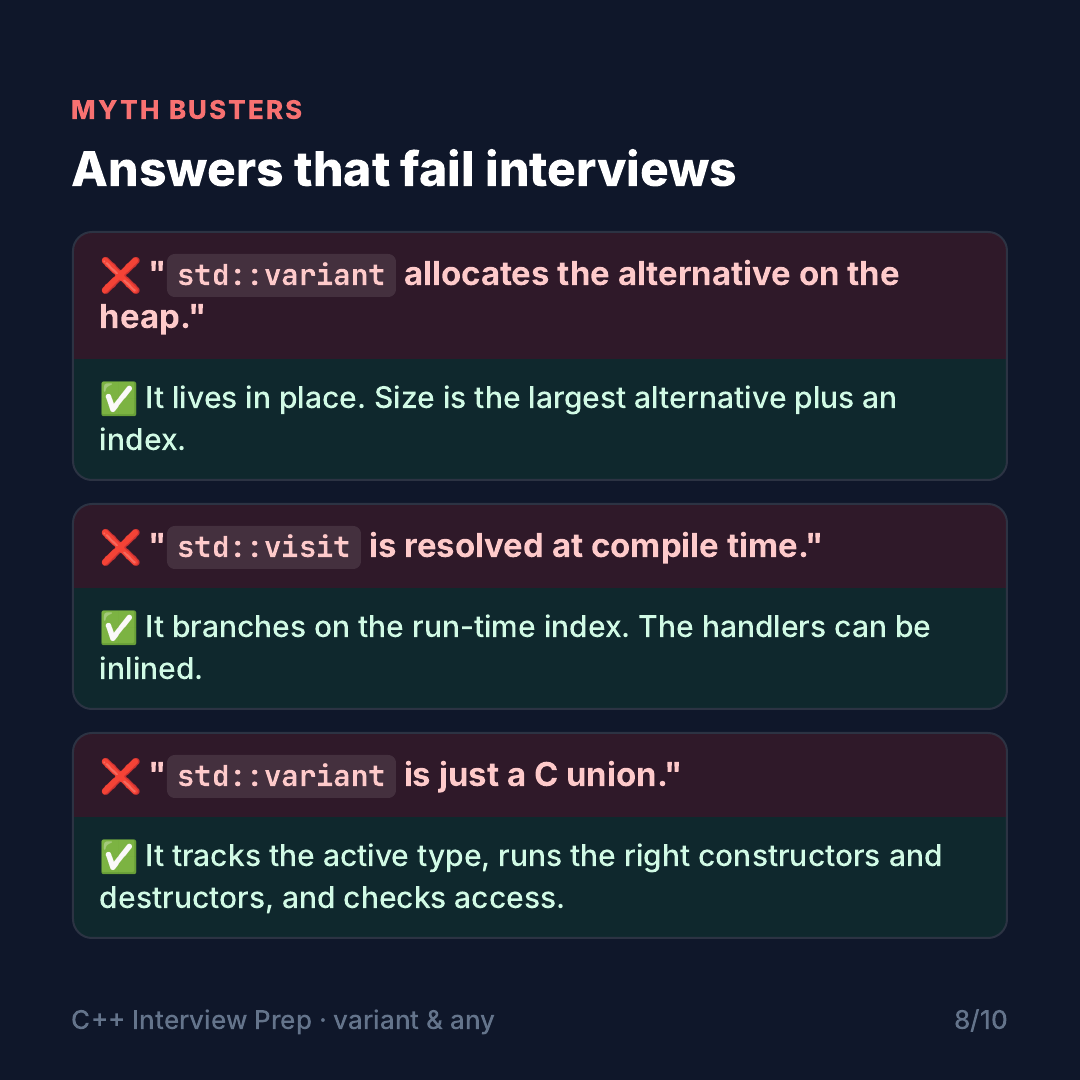 MYTH BUSTERS
Answers that fail interviews
❌ "std::variant allocates the alternative on the
heap."
✅ It lives in place. Size is the largest alternative plus an
index.
❌ "std::visit is resolved at compile time."
✅ It branches on the run-time index. The handlers can be
inlined.
❌ "std::variant is just a C union."
✅ It tracks the active type, runs the right constructors and
destructors, and checks access.
C++ Interview Prep · variant & any
8/10